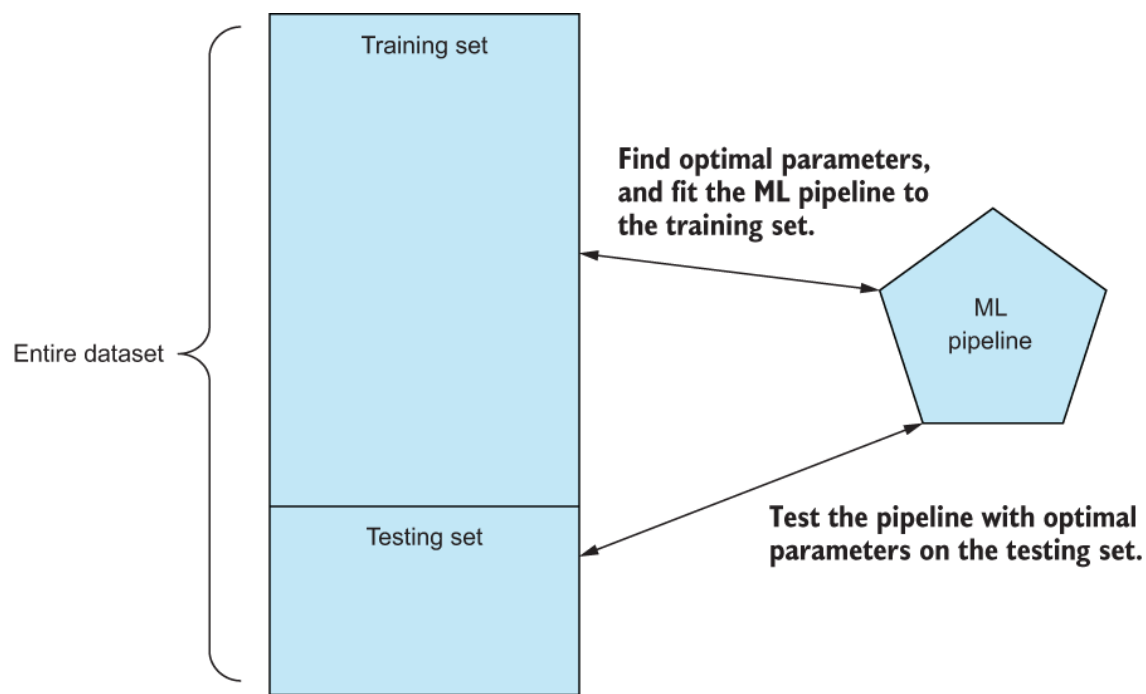 Training set
Find optimal parameters,
and fit the ML pipeline to
the training set.
ML
pipeline
Entire dataset
Testing set
Test the pipeline with optimal
parameters on the testing set.